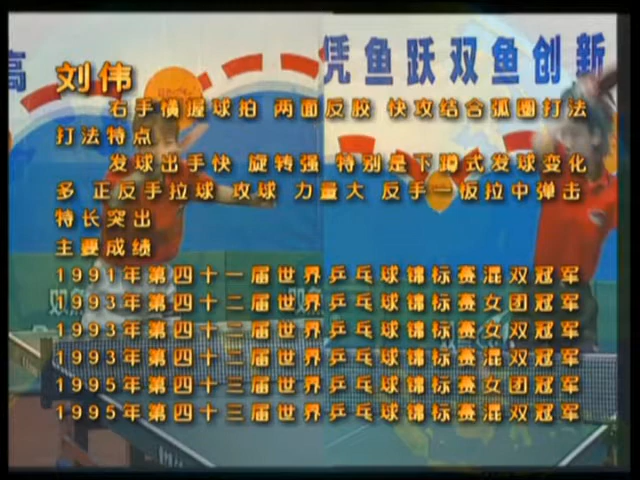 高
凭鱼跃双鱼创新
刘伟
右手横握球拍 两面反胶 快攻结合弧圈打法
打法特点
发球出手快 旋转强 特别是下蹲式发球变化
多 正反手拉球 攻球 力量大 反手一板拉中弹击
特长突出
主要成绩
1991年第四十一届世界乒乓球锦标赛混双冠军
1993年第四十二届世界乒乓球锦标赛女团冠军
1993年第四十二届世界乒乓球锦标赛女双冠军
1993年第四十二届世界乒乓球锦标赛混双冠军
1995年第四十三届世界乒乓球锦标赛女团冠军
1995年第四十三届世界乒乓球锦标赛混双冠军